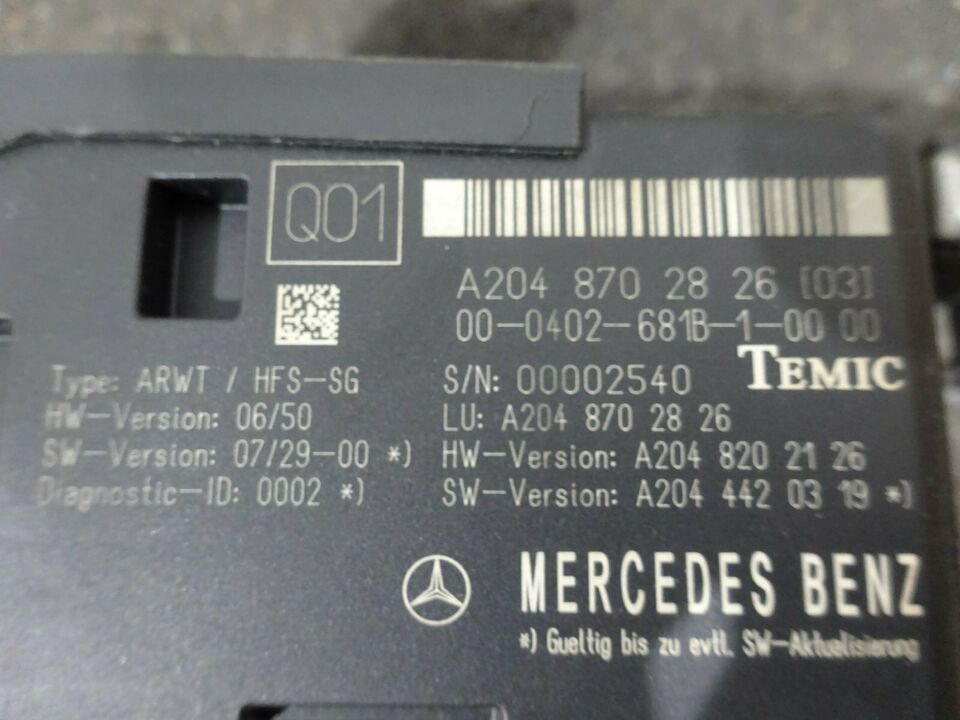 Q01
A204 870 28 26 [03]
00-0402-681B-1-00 00
TEMIC
Type: ARWT / HFS-SG
HW-Version: 06/50
SW-Version: 07/29-00 *)
Diagnostic-ID: 0002 *)
S/N: 00002540
LU: A204 870 28 26
HW-Version: A204 820 21 26
SW-Version: A204 442 03 19 *)
MERCEDES BENZ
*) Gueltig bis zu evtl. SW-Aktualisierung